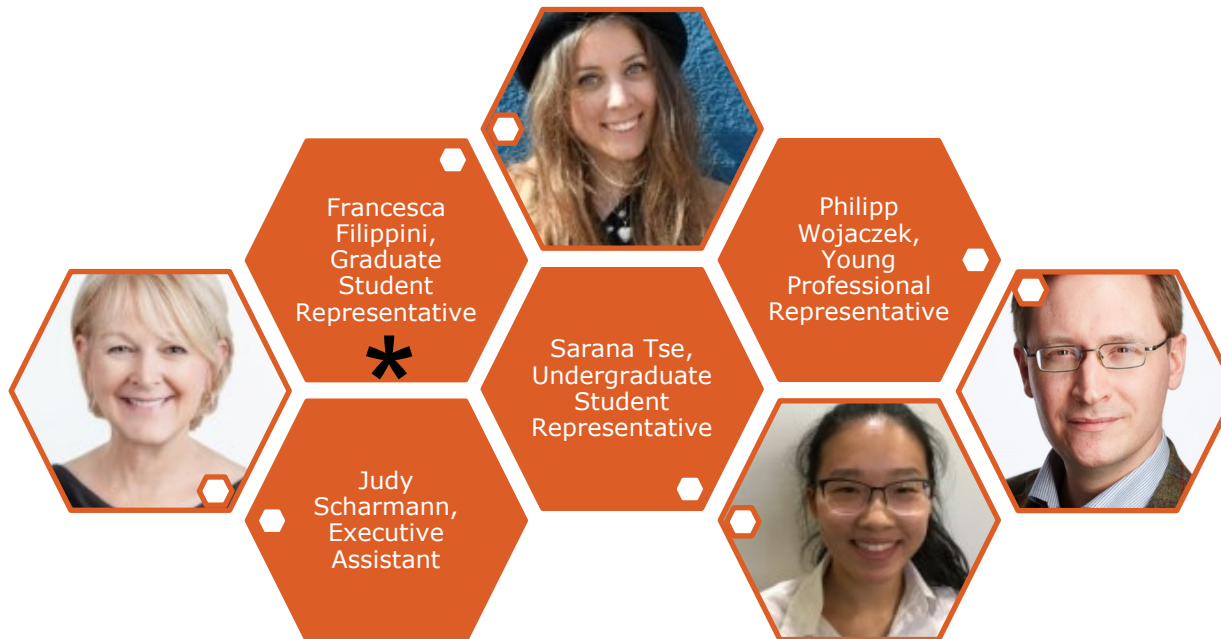 Francesca
Filippini,
Graduate
Student
Representative
*
Philipp
Wojaczek,
Young
Professional
Representative
Sarana Tse,
Undergraduate
Student
Representative
Judy
Scharmann,
Executive
Assistant